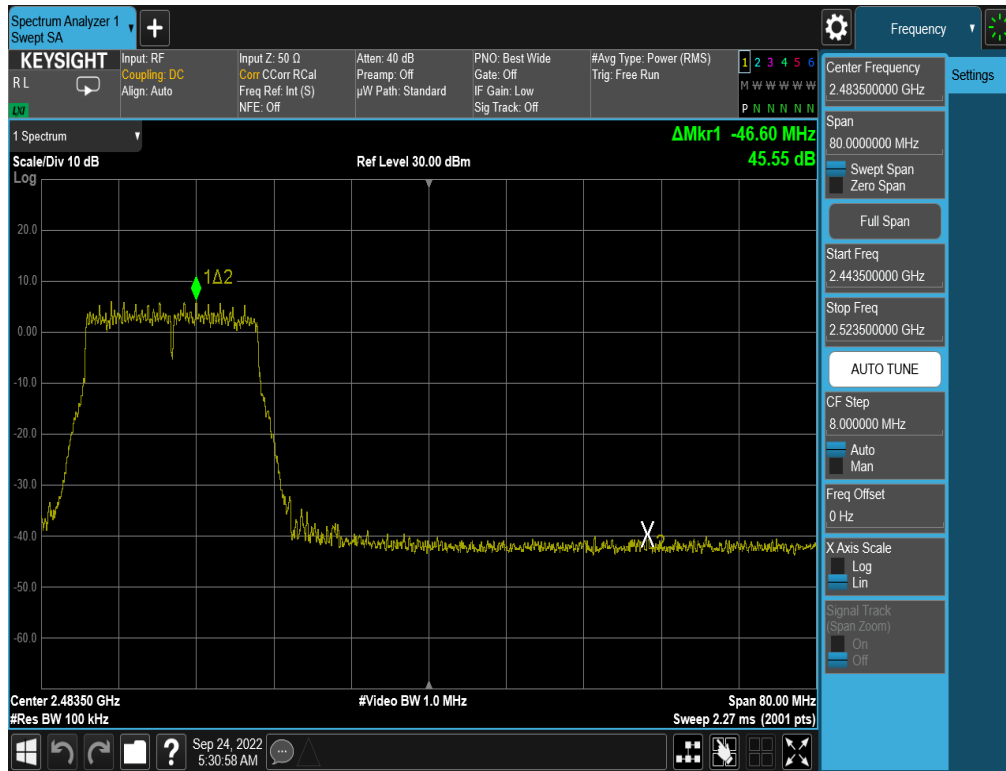 Spectrum Analyzer 1
Swept SA
Frequency
KEYSIGHT
R L
LXI
Input: RF
Coupling: DC
Align: Auto
Input Z: 50 Ω
Corr CCorr RCal
Freq Ref: Int (S)
NFE: Off
Atten: 40 dB
Preamp: Off
µW Path: Standard
PNO: Best Wide
Gate: Off
IF Gain: Low
Sig Track: Off
#Avg Type: Power (RMS)
Trig: Free Run
1 2 3 4 5 6
M W W W W W
P N N N N N
1 Spectrum
Scale/Div 10 dB
Log
Ref Level 30.00 dBm
ΔMkr1 -46.60 MHz
45.55 dB
20.0
10.0
0.00
-10.0
-20.0
-30.0
-40.0
-50.0
-60.0
1Δ2
X2
Center 2.48350 GHz
#Res BW 100 kHz
#Video BW 1.0 MHz
Span 80.00 MHz
Sweep 2.27 ms (2001 pts)
Sep 24, 2022
5:30:58 AM
Center Frequency
2.483500000 GHz
Span
80.0000000 MHz
Swept Span
Zero Span
Full Span
Start Freq
2.443500000 GHz
Stop Freq
2.523500000 GHz
AUTO TUNE
CF Step
8.000000 MHz
Auto
Man
Freq Offset
0 Hz
X Axis Scale
Log
Lin
Signal Track
(Span Zoom)
On
Off
Settings